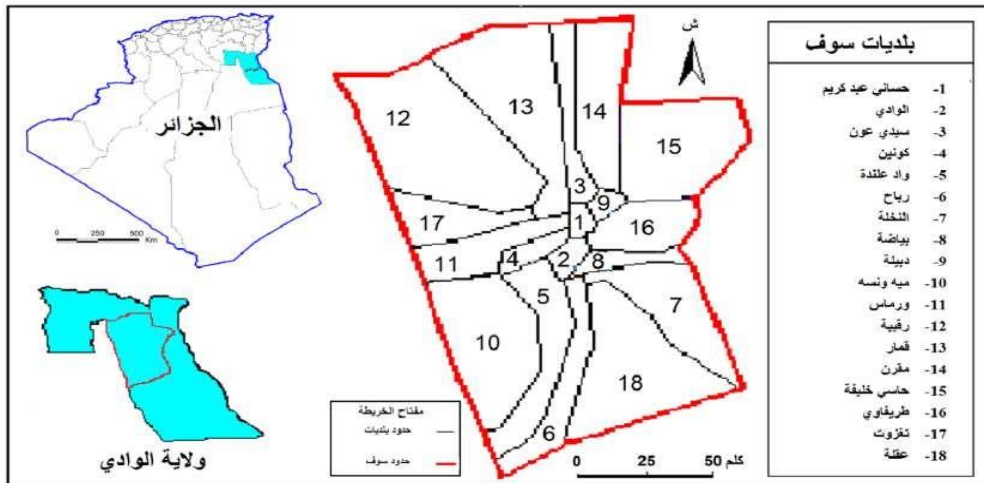 الجزائر
0 250 500
Km
ولاية الوادي
مفتاح الخريطة
حدود بلديات
حدود سوف
ش
12
13
14
15
3
9
17
1
16
11
4
2
8
5
7
10
18
6
0 25 50 كلم
بلديات سوف
1- حساني عبد كريم
2- الوادي
3- سيدي عون
4- كونين
5- واد علندة
6- رباح
7- النخلة
8- بياضة
9- دبيلة
10- ميه ونسه
11- ورماس
12- رقيبة
13- قمار
14- مقرن
15- حاسي خليفة
16- طريفاوي
17- تغزوت
18- عقلة